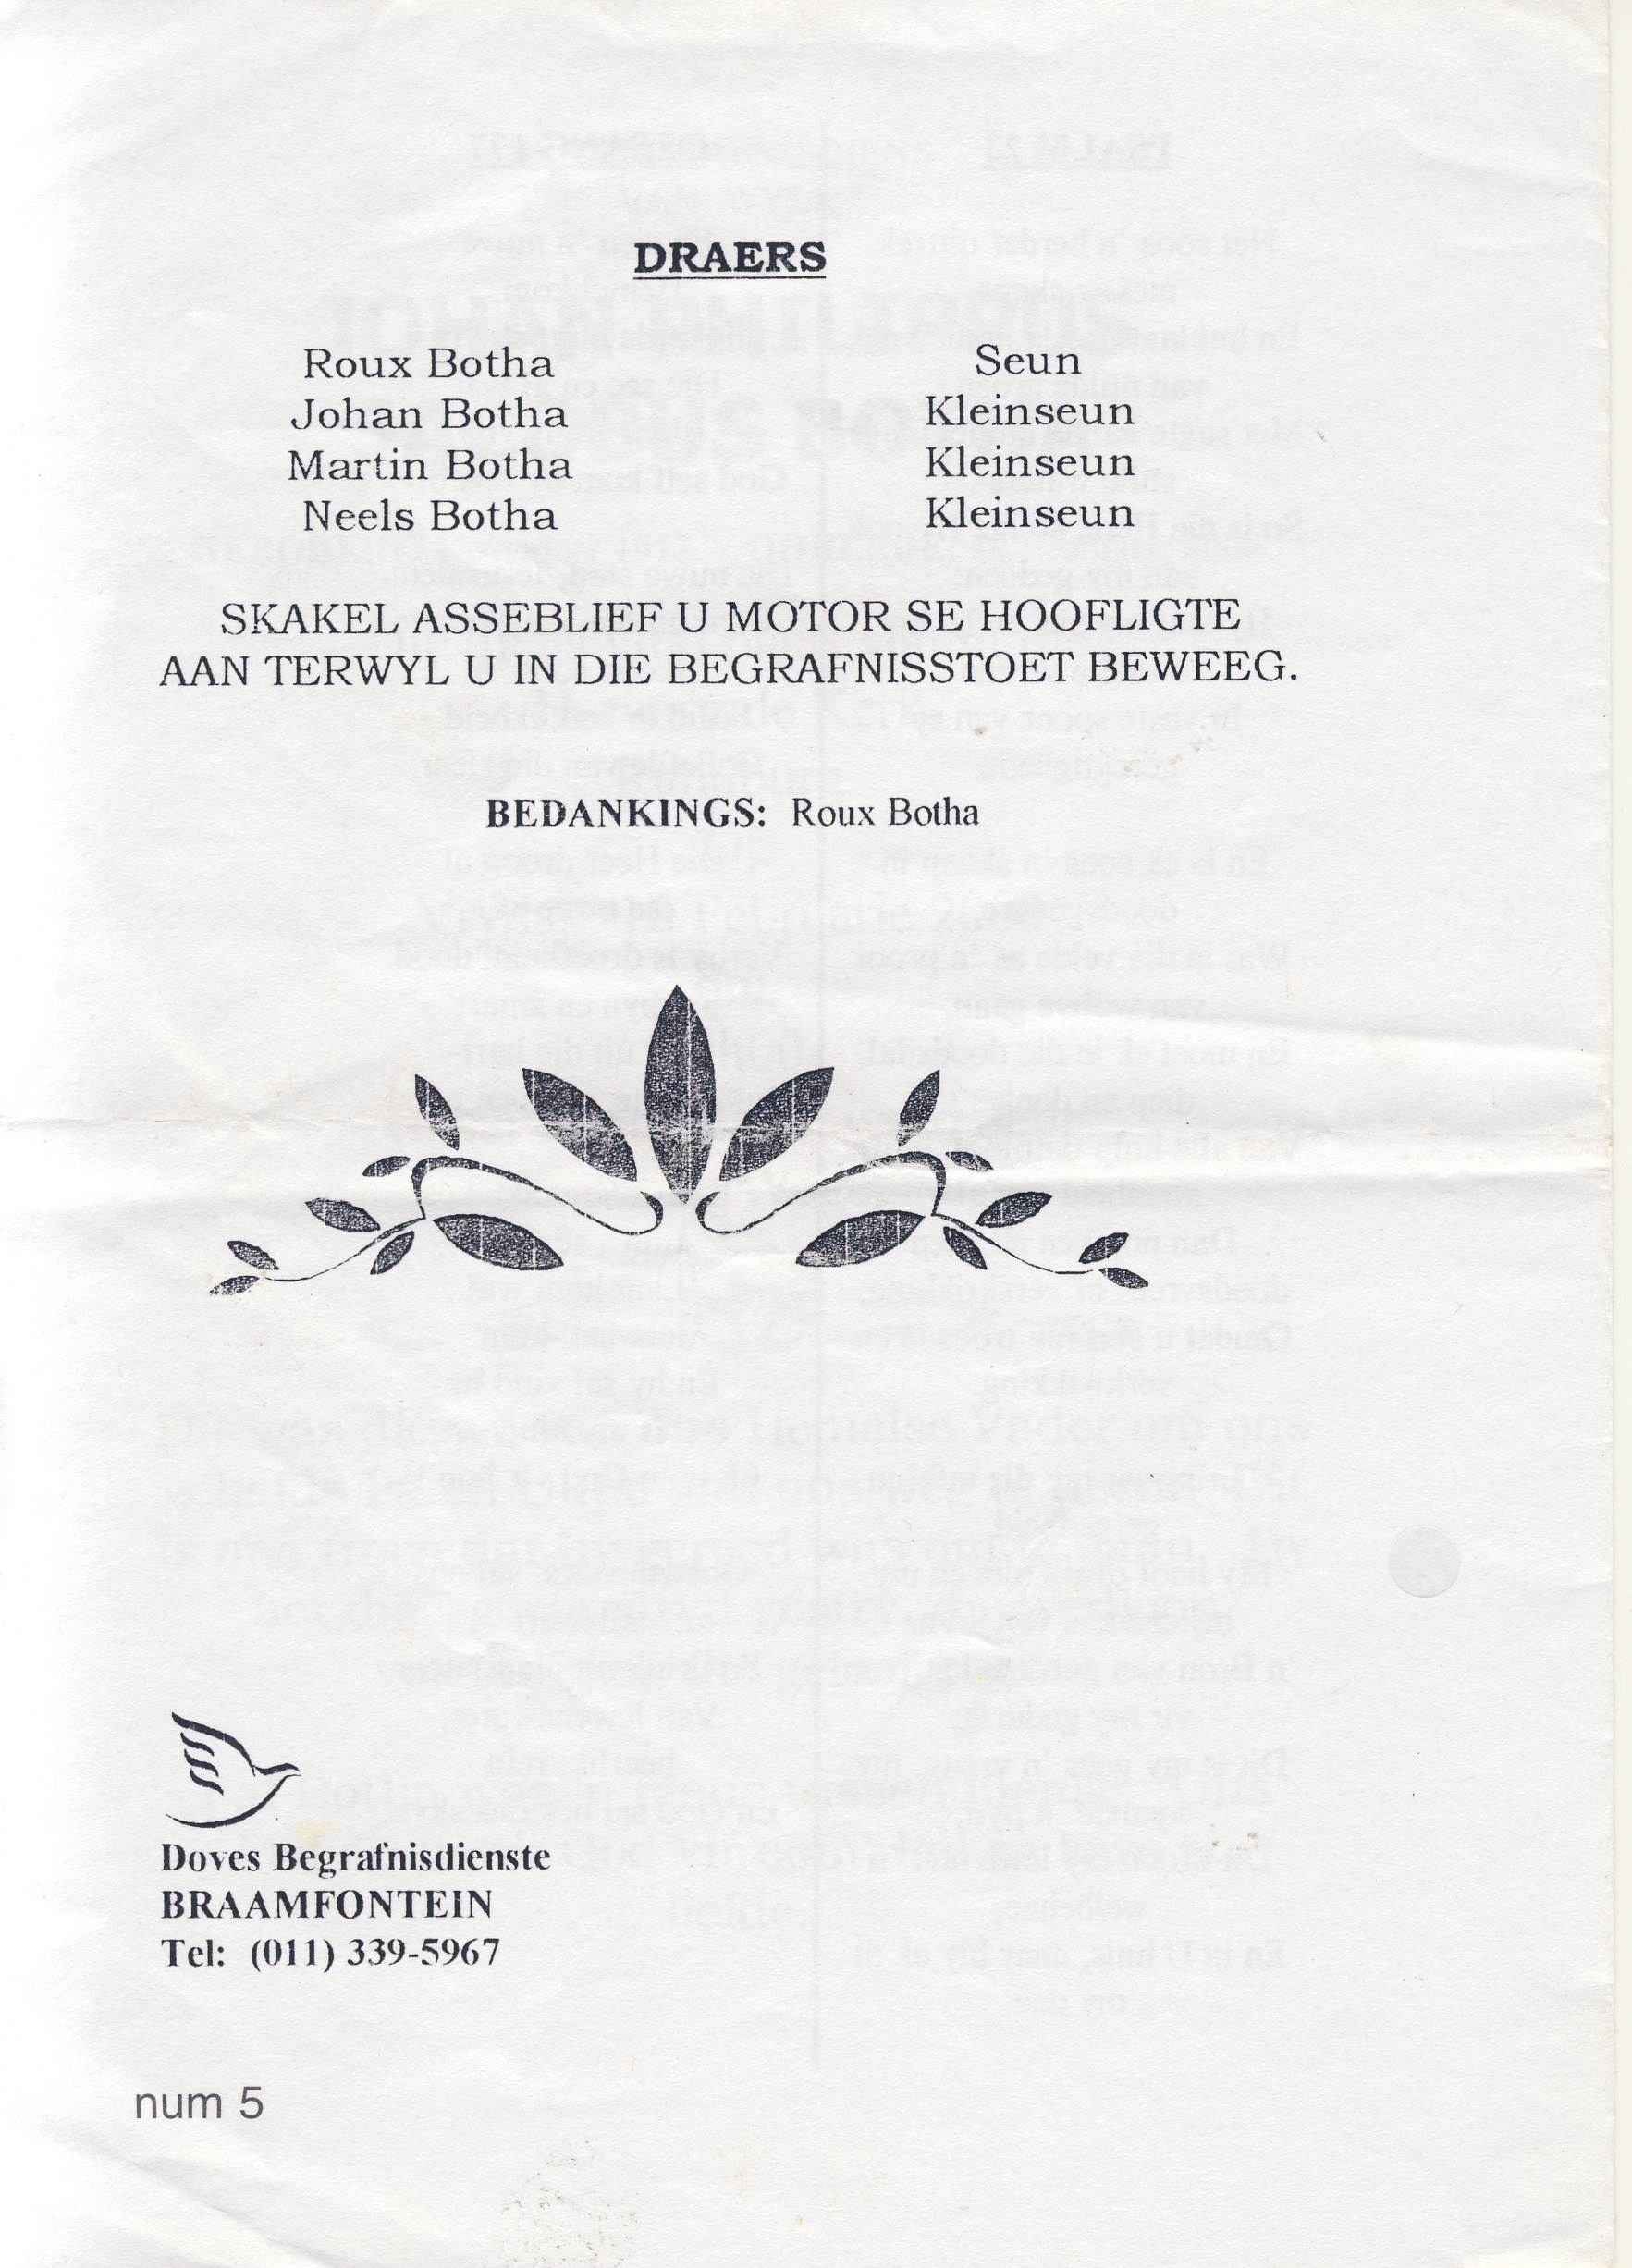 DRAERS
Roux Botha Seun
Johan Botha Kleinseun
Martin Botha Kleinseun
Neels Botha Kleinseun
SKAKEL ASSEBLIEF U MOTOR SE HOOFLIGTE
AAN TERWYL U IN DIE BEGRAFNISSTOET BEWEEG.
BEDANKINGS: Roux Botha
Doves Begrafnisdienste
BRAAMFONTEIN
Tel: (011) 339-5967
num 5